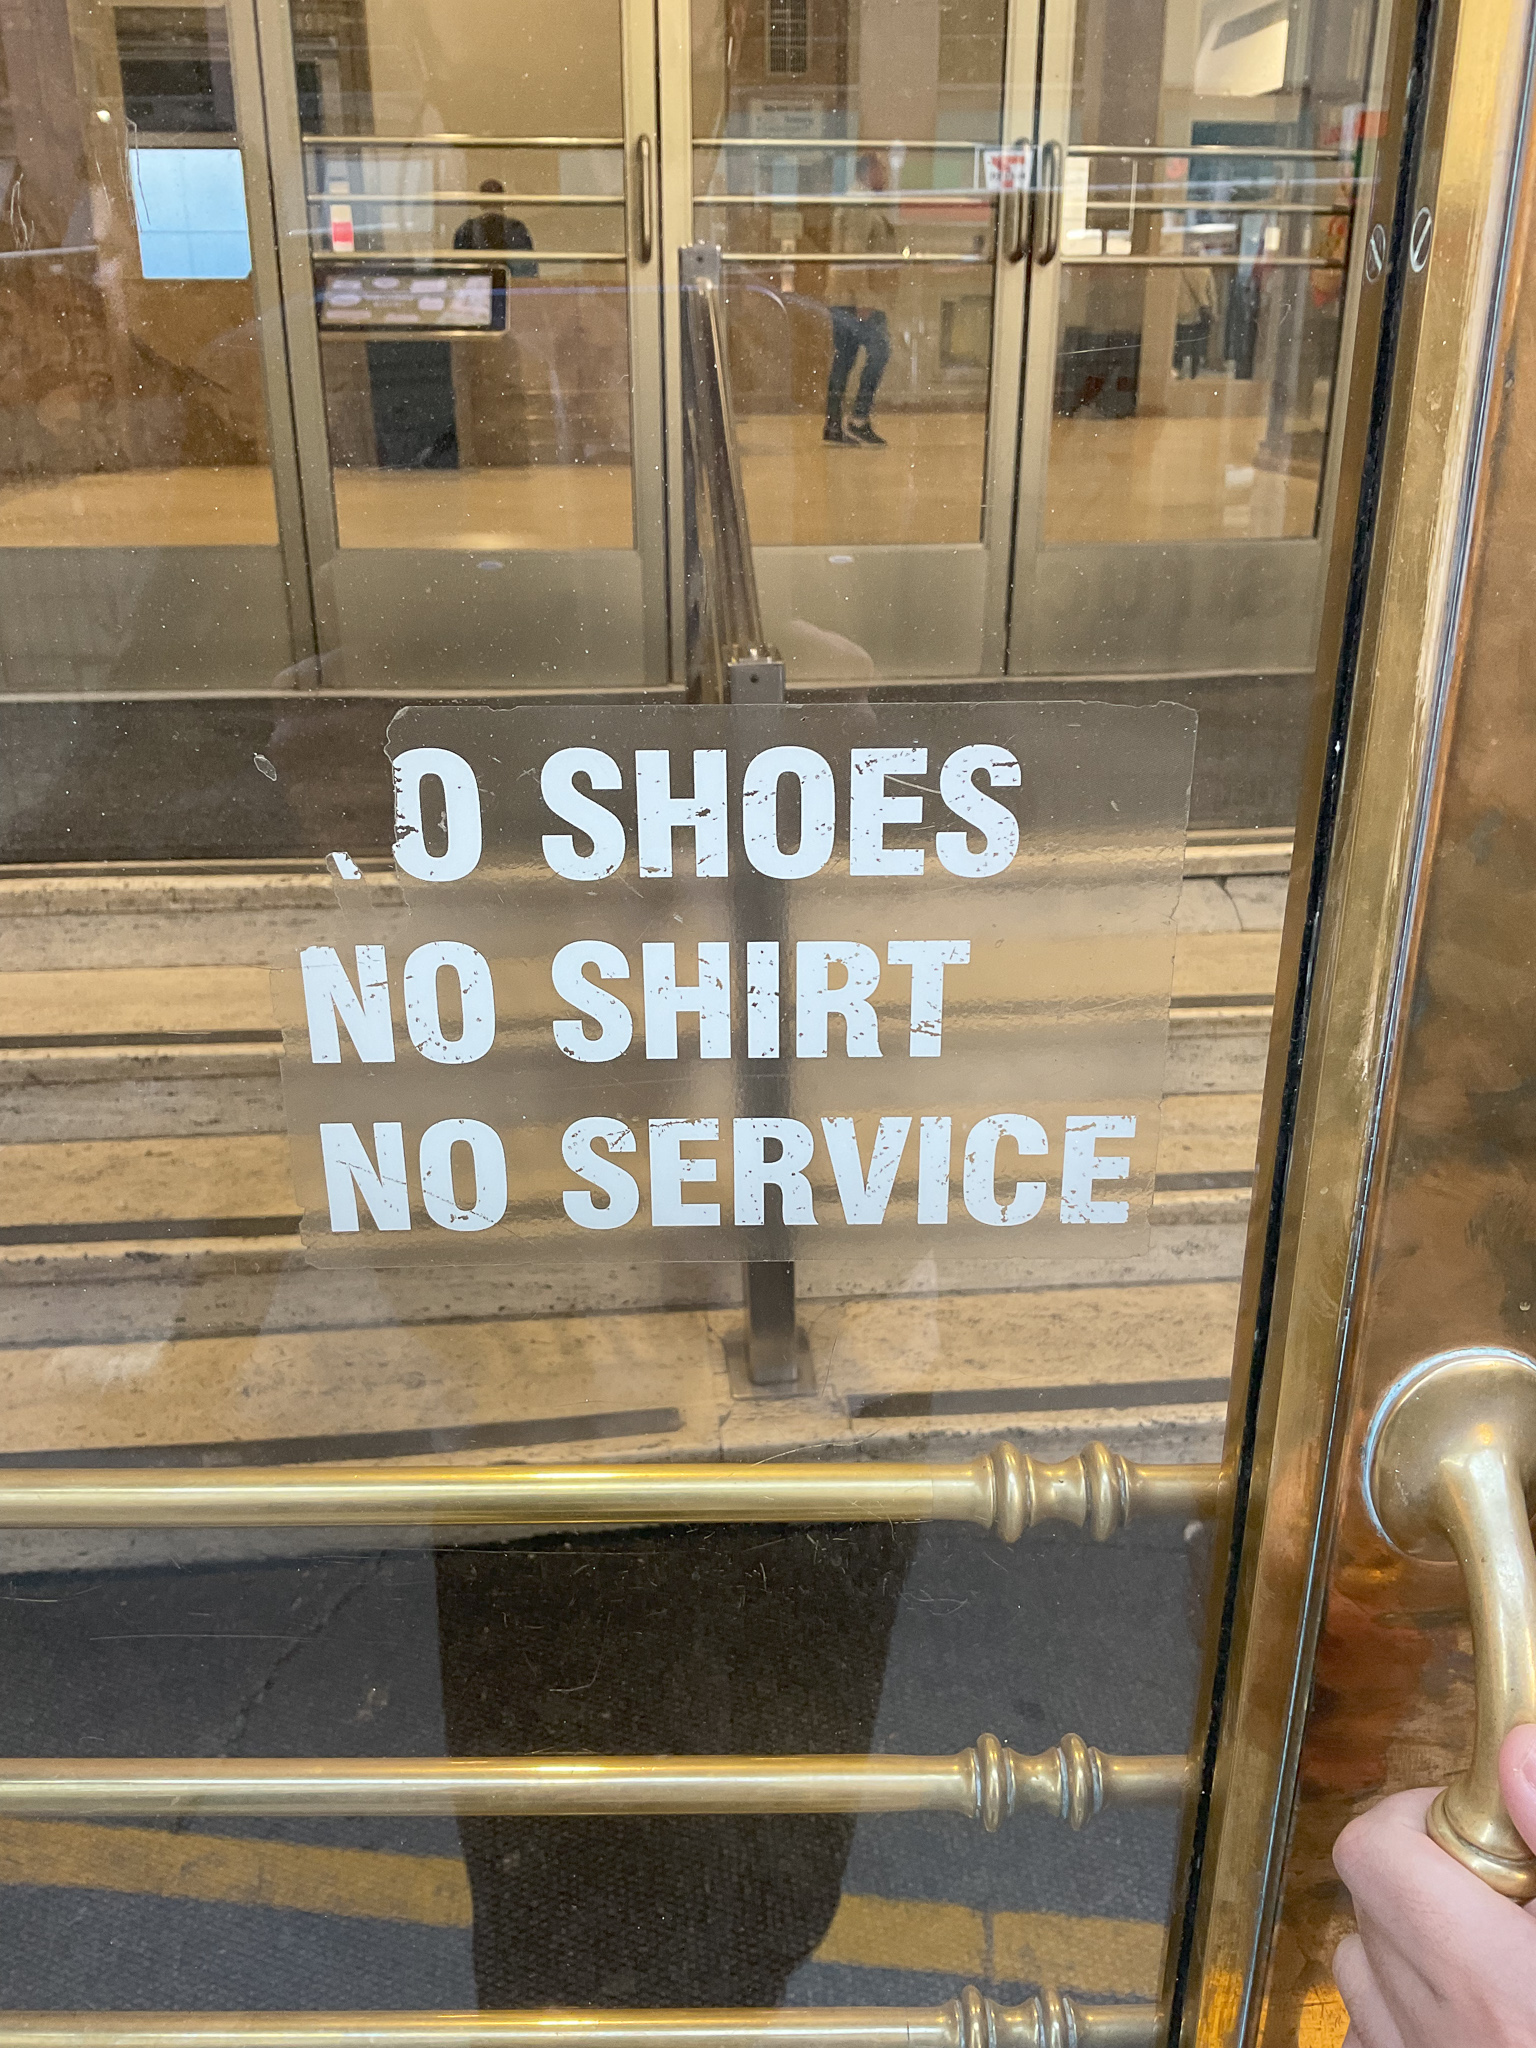 O SHOES
NO SHIRT
NO SERVICE